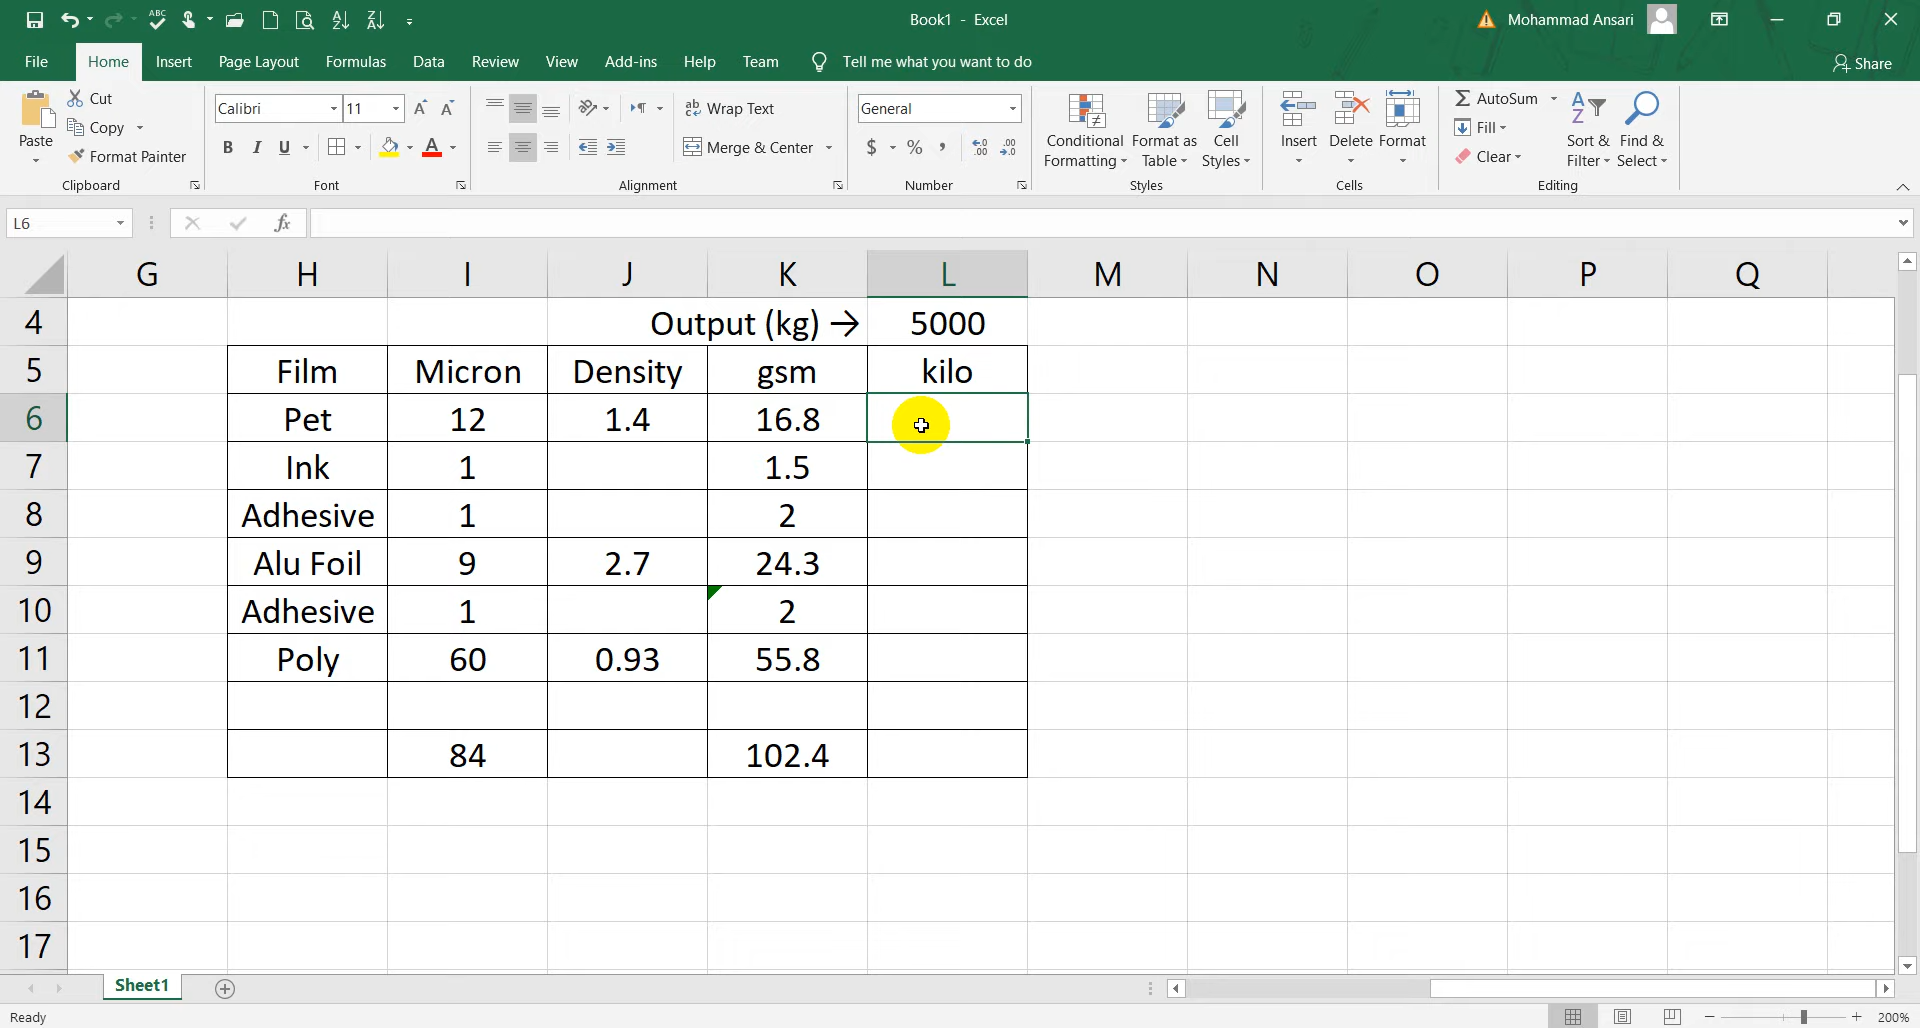 Book1 - Excel
Mohammad Ansari
File Home Insert Page Layout Formulas Data Review View Add-ins Help Team Tell me what you want to do
Share
Paste
Cut
Copy
Format Painter
Clipboard
Calibri 11
B I U
Font
Wrap Text
Merge & Center
Alignment
General
$ % ,
Number
Conditional Formatting
Format as Table
Cell Styles
Styles
Insert Delete Format
Cells
AutoSum
Fill
Clear
Sort & Filter
Find & Select
Editing
L6 fx
G H I J K L M N O P Q
4 Output (kg) → 5000
5 Film Micron Density gsm kilo
6 Pet 12 1.4 16.8
7 Ink 1 1.5
8 Adhesive 1 2
9 Alu Foil 9 2.7 24.3
10 Adhesive 1 2
11 Poly 60 0.93 55.8
12
13 84 102.4
14
15
16
17
Sheet1
Ready
200%